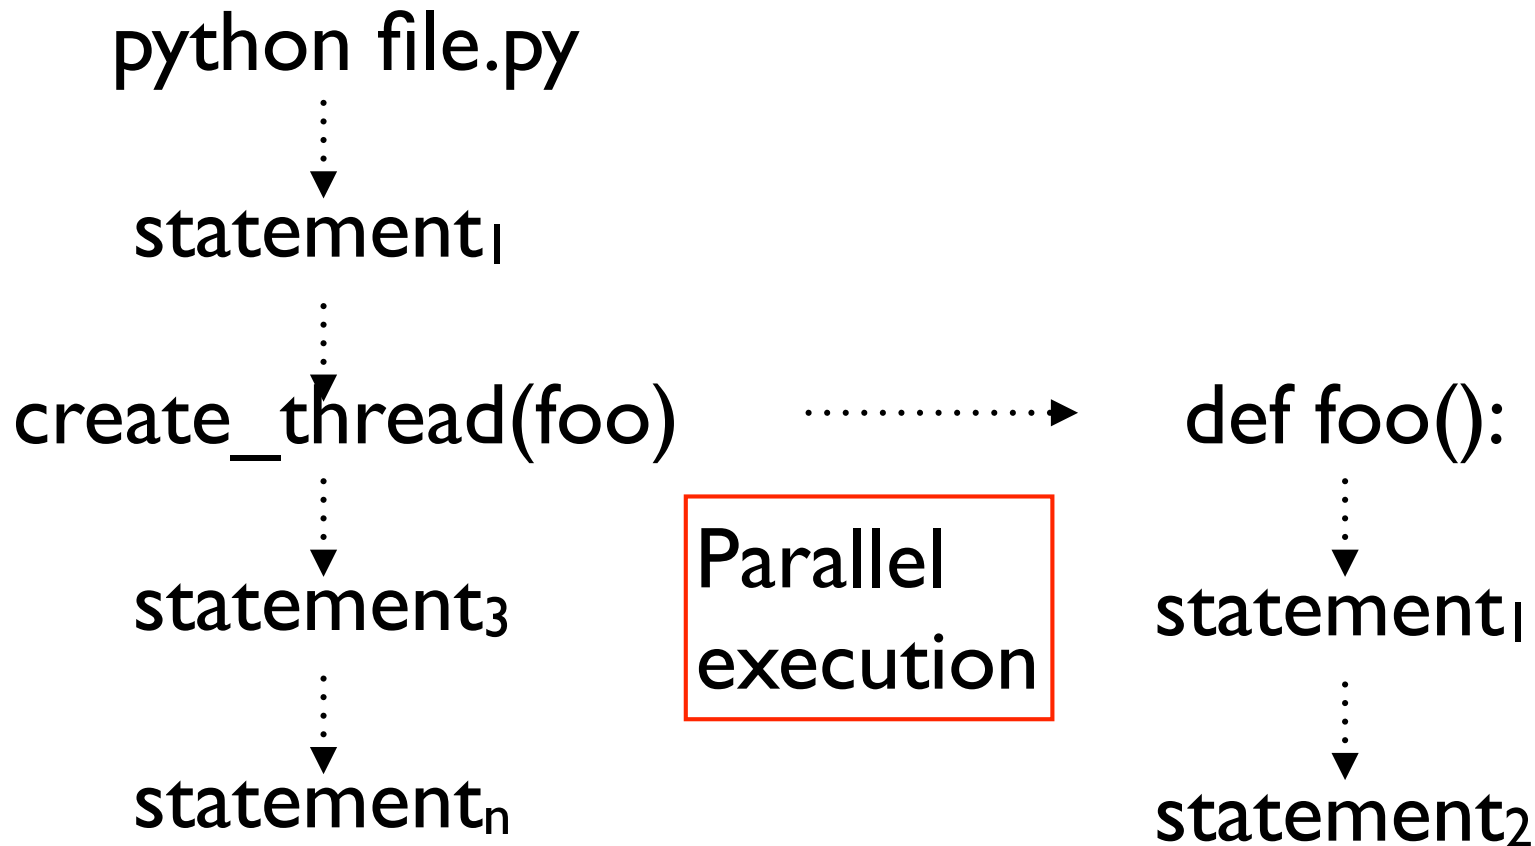 python file.py
statement₁
create_thread(foo)
def foo():
Parallel
execution
statement₃
statement₁
statementₙ
statement₂